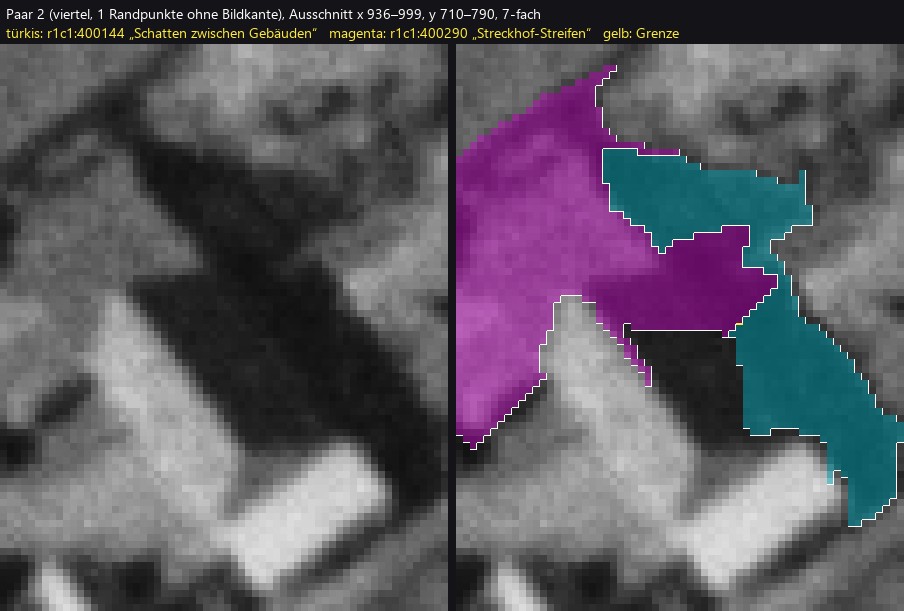 Paar 2 (viertel, 1 Randpunkte ohne Bildkante), Ausschnitt x 936–999, y 710–790, 7-fach
türkis: r1c1:400144 „Schatten zwischen Gebäuden“ magenta: r1c1:400290 „Streckhof-Streifen“ gelb: Grenze